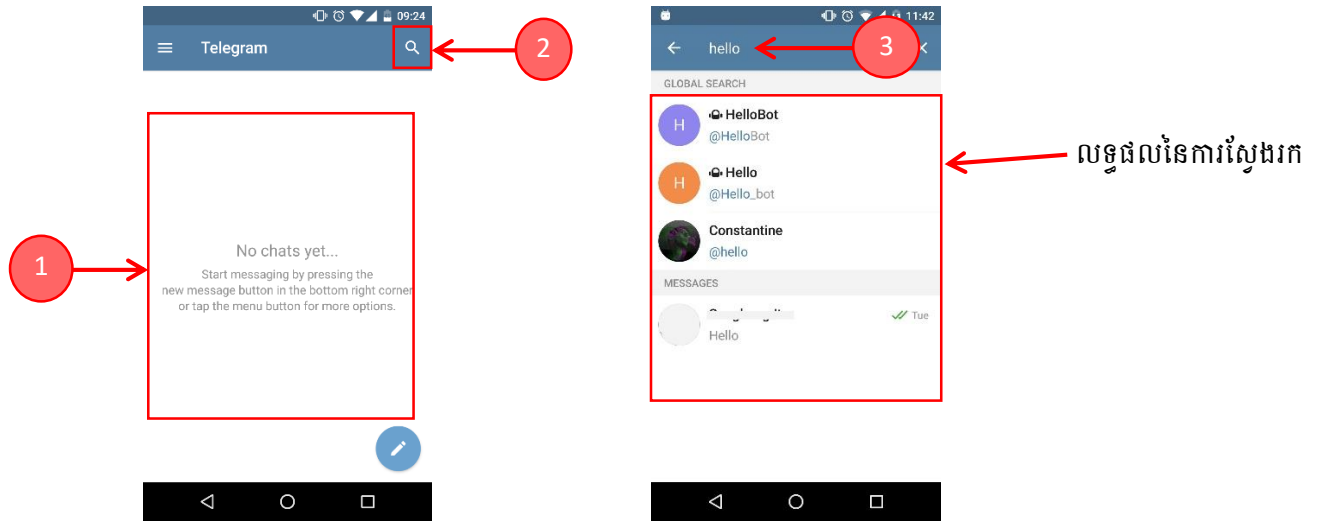 09:24
Telegram
2
No chats yet...
Start messaging by pressing the
new message button in the bottom right corner
or tap the menu button for more options.
1
11:42
hello
3
GLOBAL SEARCH
H
HelloBot
@HelloBot
H
Hello
@Hello_bot
Constantine
@hello
MESSAGES
Tue
Hello
លទ្ធផលនៃការស្វែងរក